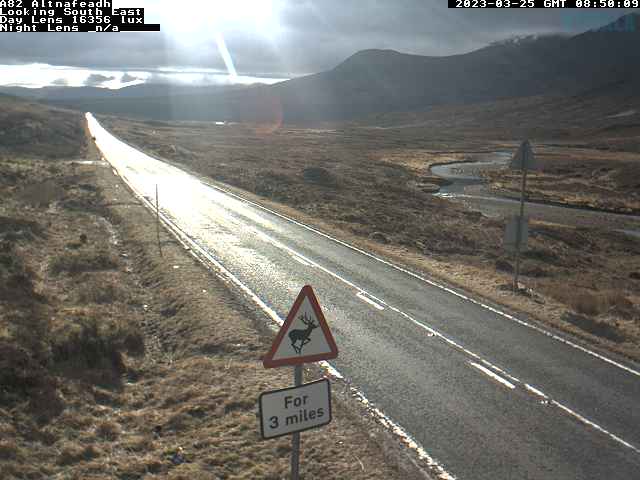 A82 Altnafeadh
Looking South East
Day Lens 16356 lux
Night Lens n/a
2023-03-25 GMT 08:50:09
For
3 miles